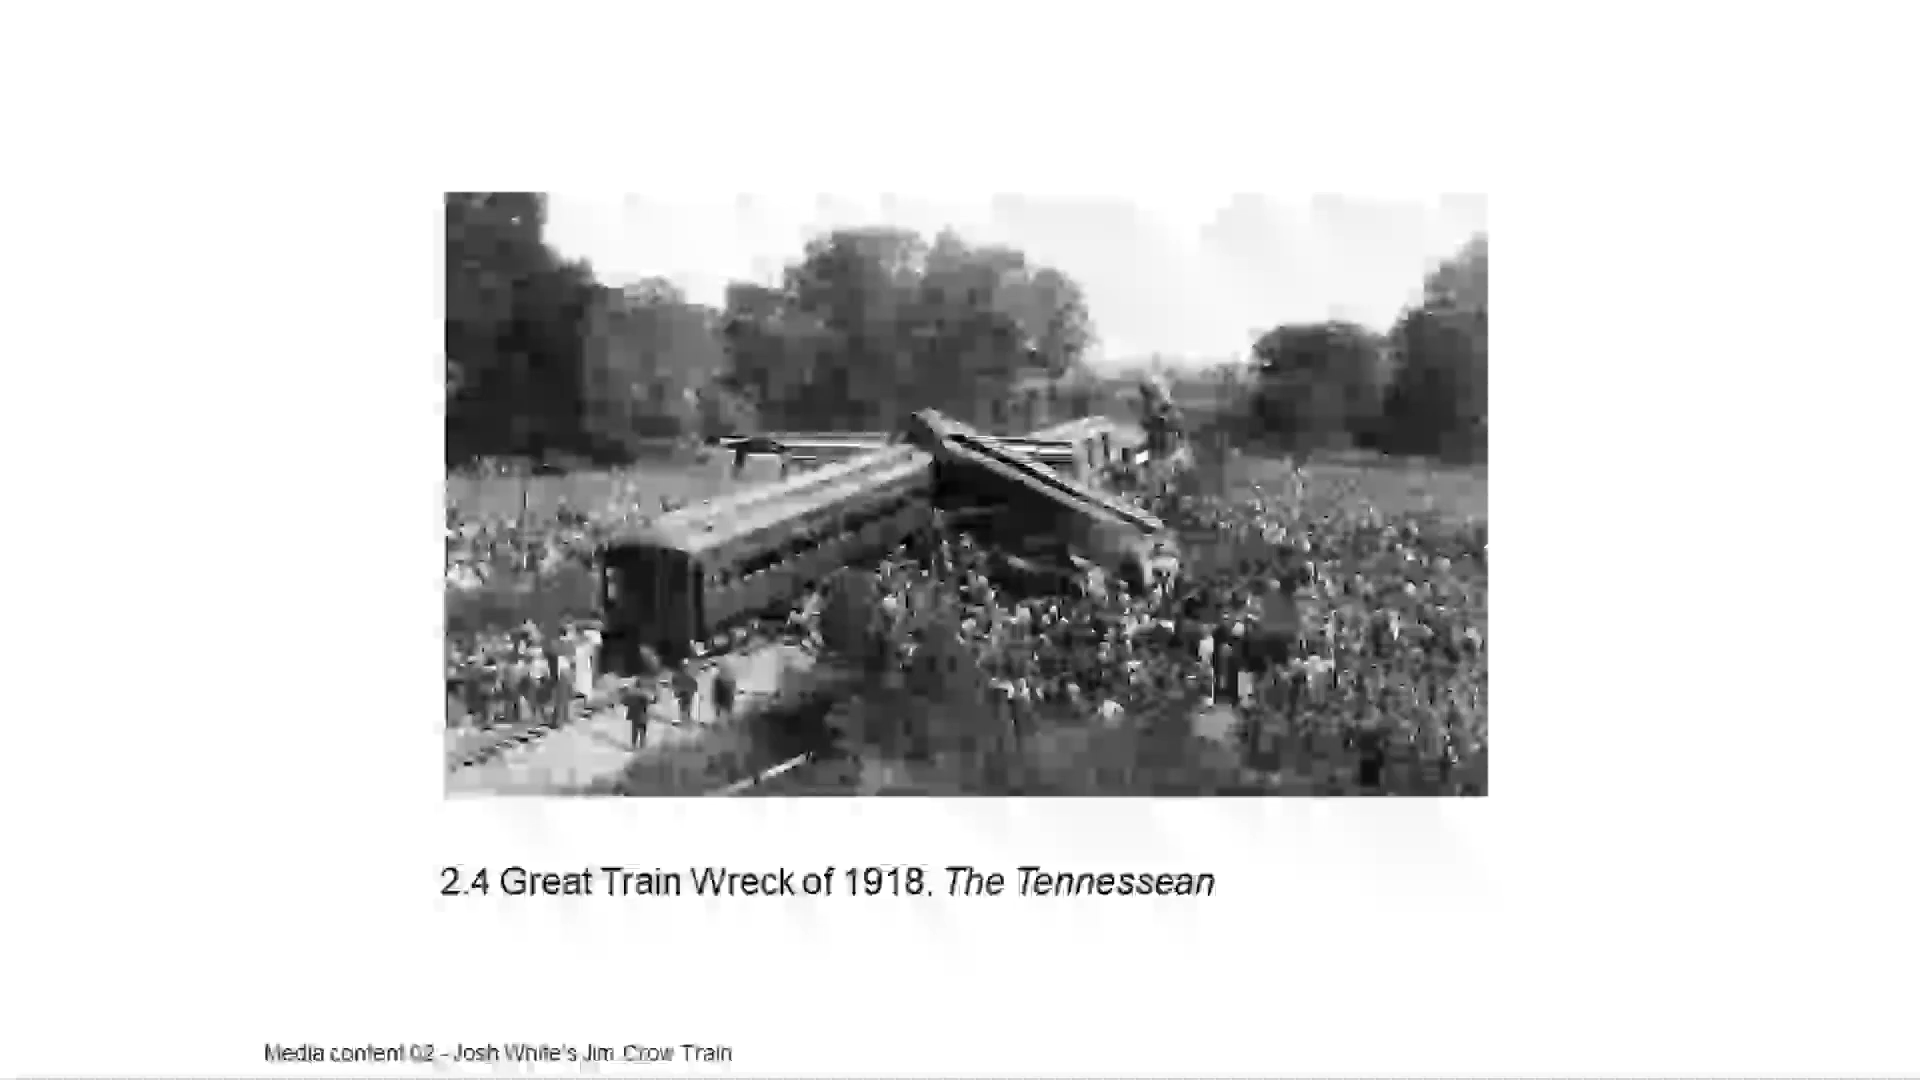 2.4 Great Train Wreck of 1918, The Tennessean
Media content 02 - Josh White's Jim Crow Train